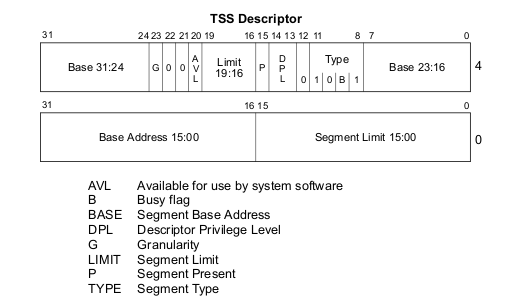 TSS Descriptor
31 24 23 22 21 20 19 16 15 14 13 12 11 8 7 0
Base 31:24 G 0 0 AVL Limit 19:16 P DPL 0 Type 1 0 B 1 Base 23:16 4
31 16 15 0
Base Address 15:00 Segment Limit 15:00 0
AVL Available for use by system software
B Busy flag
BASE Segment Base Address
DPL Descriptor Privilege Level
G Granularity
LIMIT Segment Limit
P Segment Present
TYPE Segment Type